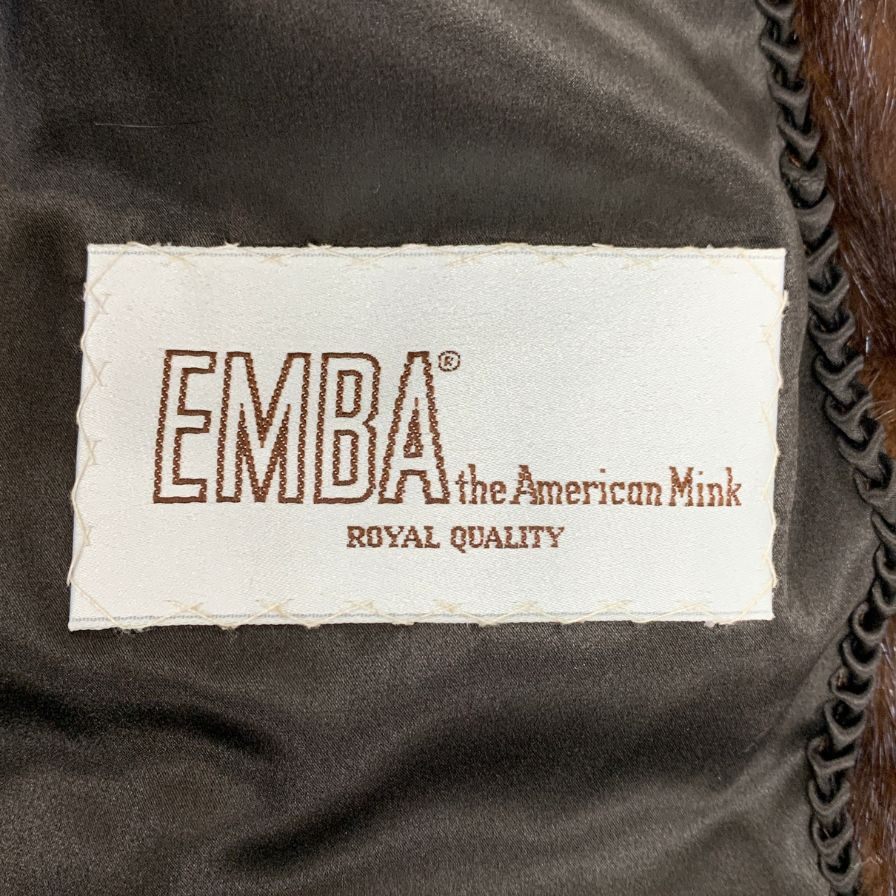 EMBA® the American Mink
ROYAL QUALITY